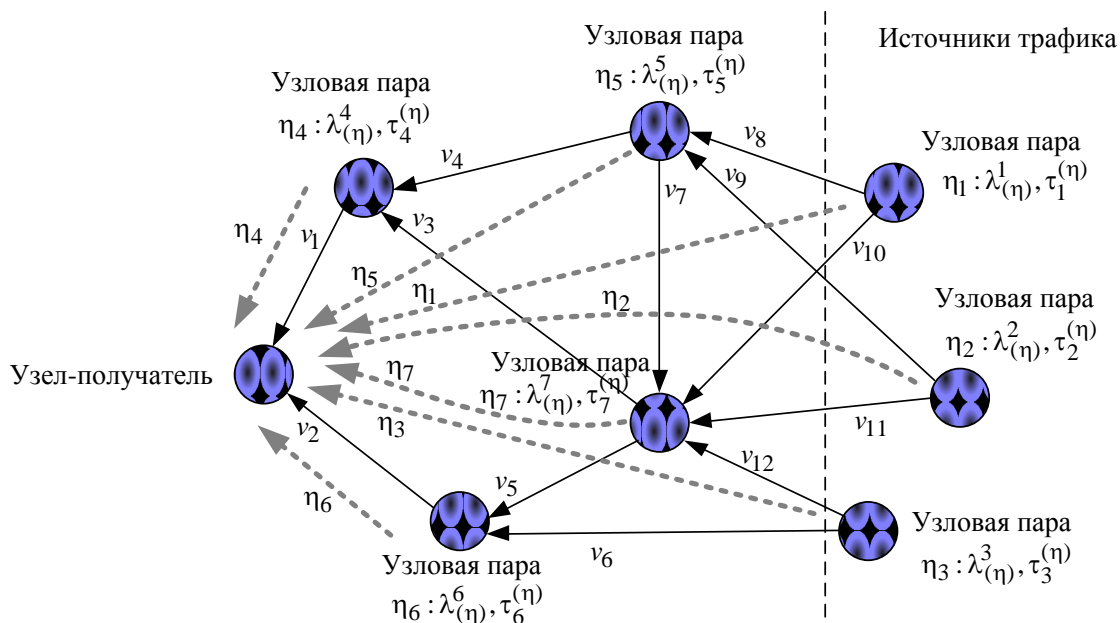 Узловая пара
η₅ : λ⁵₍η₎, τ₅⁽η⁾
Источники трафика
Узловая пара
η₄ : λ⁴₍η₎, τ₄⁽η⁾
v₈
Узловая пара
η₁ : λ¹₍η₎, τ₁⁽η⁾
v₄
v₉
v₇
v₃
η₄
v₁
v₁₀
η₅
η₁
η₂
Узловая пара
η₂ : λ²₍η₎, τ₂⁽η⁾
Узел-получатель
η₇
Узловая пара
η₇ : λ⁷₍η₎, τ₇⁽η⁾
v₂
η₃
v₁₁
v₁₂
η₆
v₅
v₆
Узловая пара
η₃ : λ³₍η₎, τ₃⁽η⁾
Узловая пара
η₆ : λ⁶₍η₎, τ₆⁽η⁾